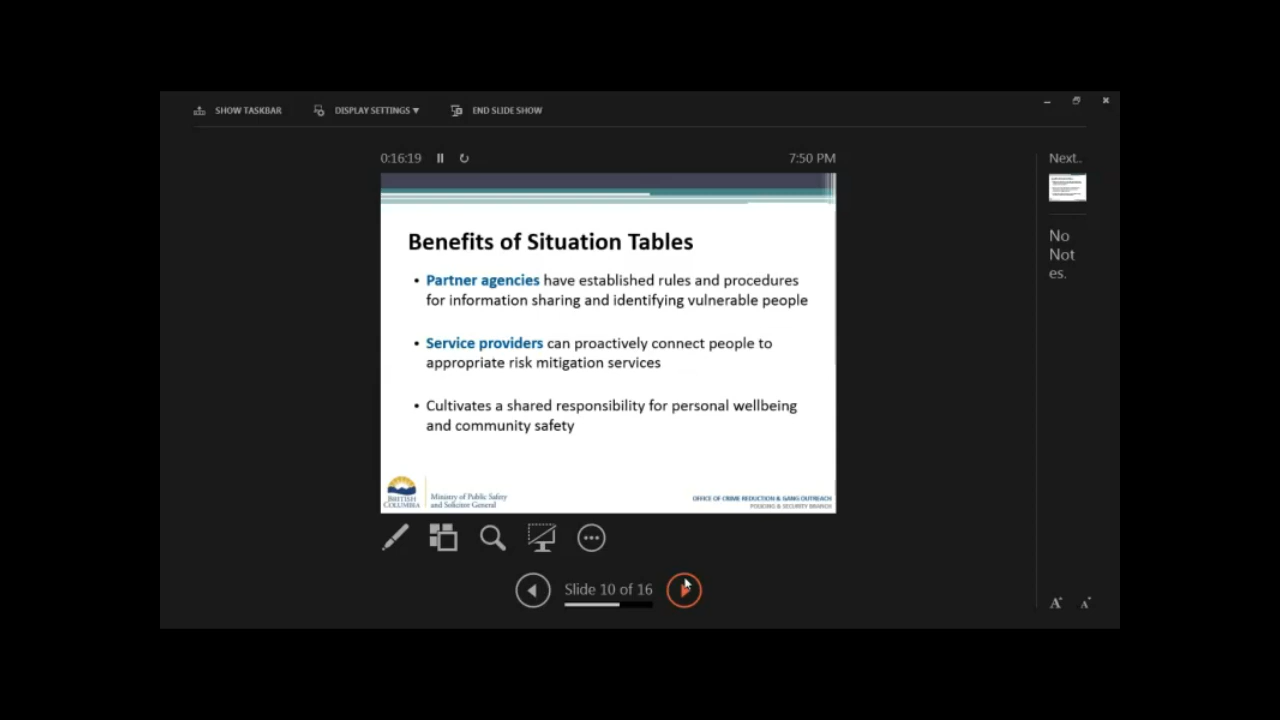 SHOW TASKBAR
DISPLAY SETTINGS
END SLIDE SHOW
0:16:19
7:50 PM
Next..
Benefits of Situation Tables
• Partner agencies have established rules and procedures
for information sharing and identifying vulnerable people
• Service providers can proactively connect people to
appropriate risk mitigation services
• Cultivates a shared responsibility for personal wellbeing
and community safety
No
Not
es.
BRITISH
COLUMBIA
Ministry of Public Safety
and Solicitor General
OFFICE OF CRIME REDUCTION & GANG OUTREACH
POLICING & SECURITY BRANCH
Slide 10 of 16
A
A